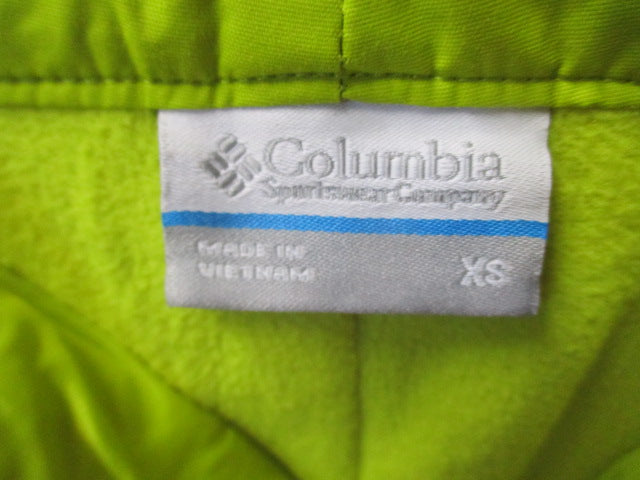 Columbia
Sportswear Company
MADE IN
VIETNAM
XS